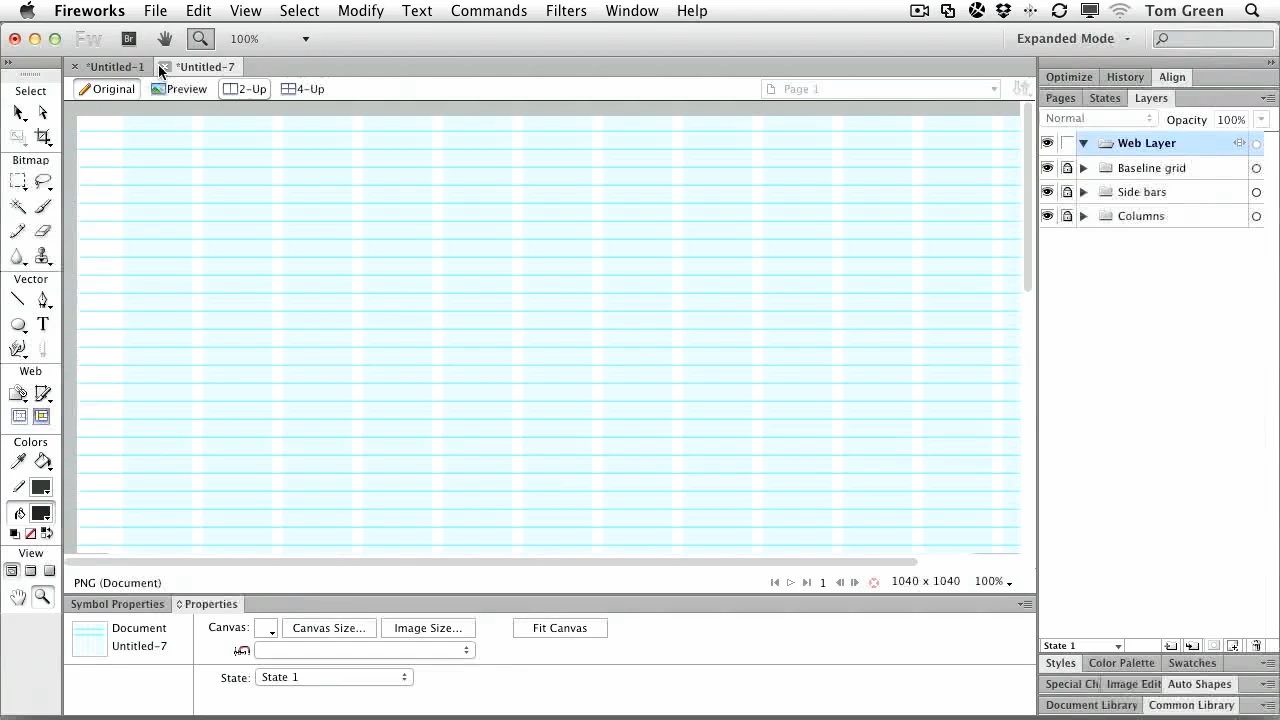 Fireworks File Edit View Select Modify Text Commands Filters Window Help Tom Green
Fw Br 100% Expanded Mode
*Untitled-1 *Untitled-7
Original Preview 2-Up 4-Up Page 1
Select
Bitmap
Vector
T
Web
Colors
View
Optimize History Align
Pages States Layers
Normal Opacity 100%
Web Layer
Baseline grid
Side bars
Columns
PNG (Document) 1 1040 x 1040 100%
Symbol Properties Properties
Document
Untitled-7
Canvas: Canvas Size... Image Size... Fit Canvas
State: State 1
State 1
Styles Color Palette Swatches
Special Ch Image Edit Auto Shapes
Document Library Common Library